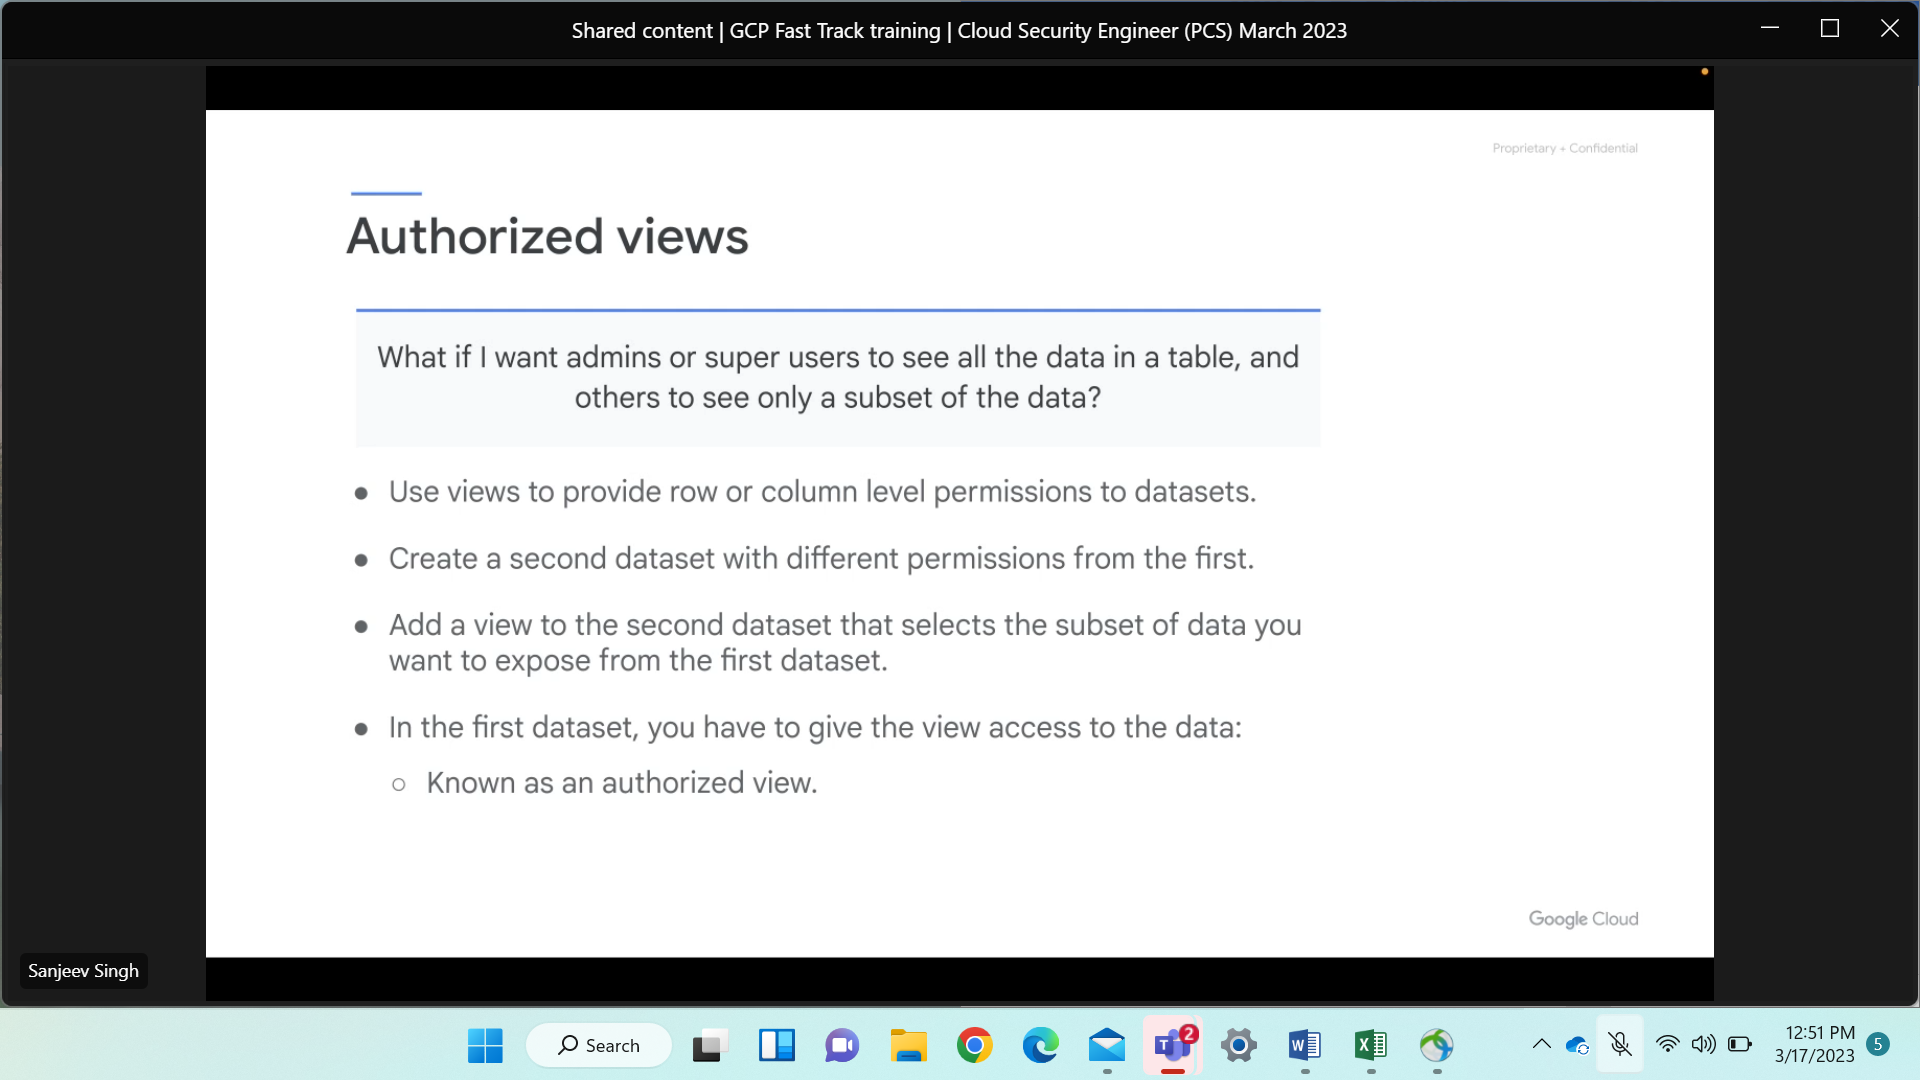 Shared content | GCP Fast Track training | Cloud Security Engineer (PCS) March 2023
Proprietary + Confidential
Authorized views
What if I want admins or super users to see all the data in a table, and
others to see only a subset of the data?
● Use views to provide row or column level permissions to datasets.
● Create a second dataset with different permissions from the first.
● Add a view to the second dataset that selects the subset of data you
want to expose from the first dataset.
● In the first dataset, you have to give the view access to the data:
○ Known as an authorized view.
Google Cloud
Sanjeev Singh
Search
T
2
W
X
12:51 PM
3/17/2023
5